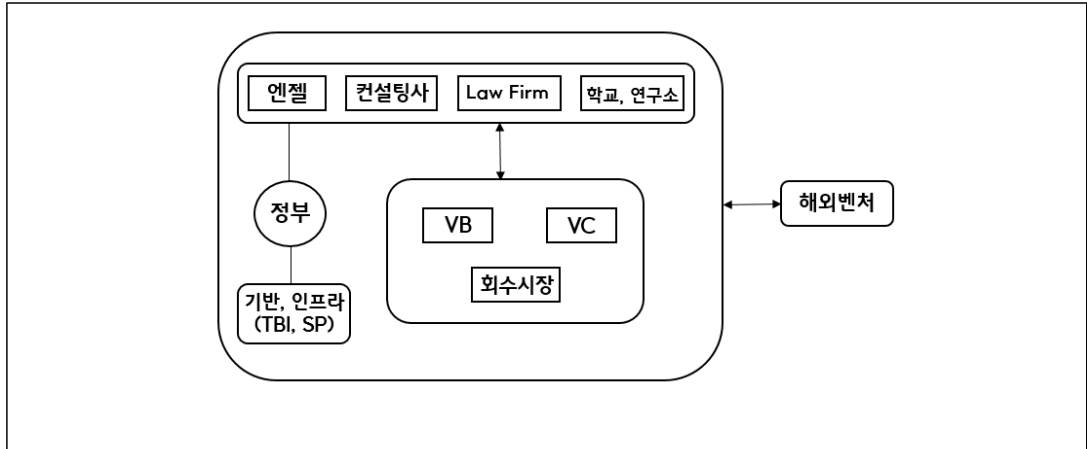 엔젤
컨설팅사
Law Firm
학교, 연구소
정부
VB
VC
해외벤처
회수시장
기반, 인프라
(TBI, SP)